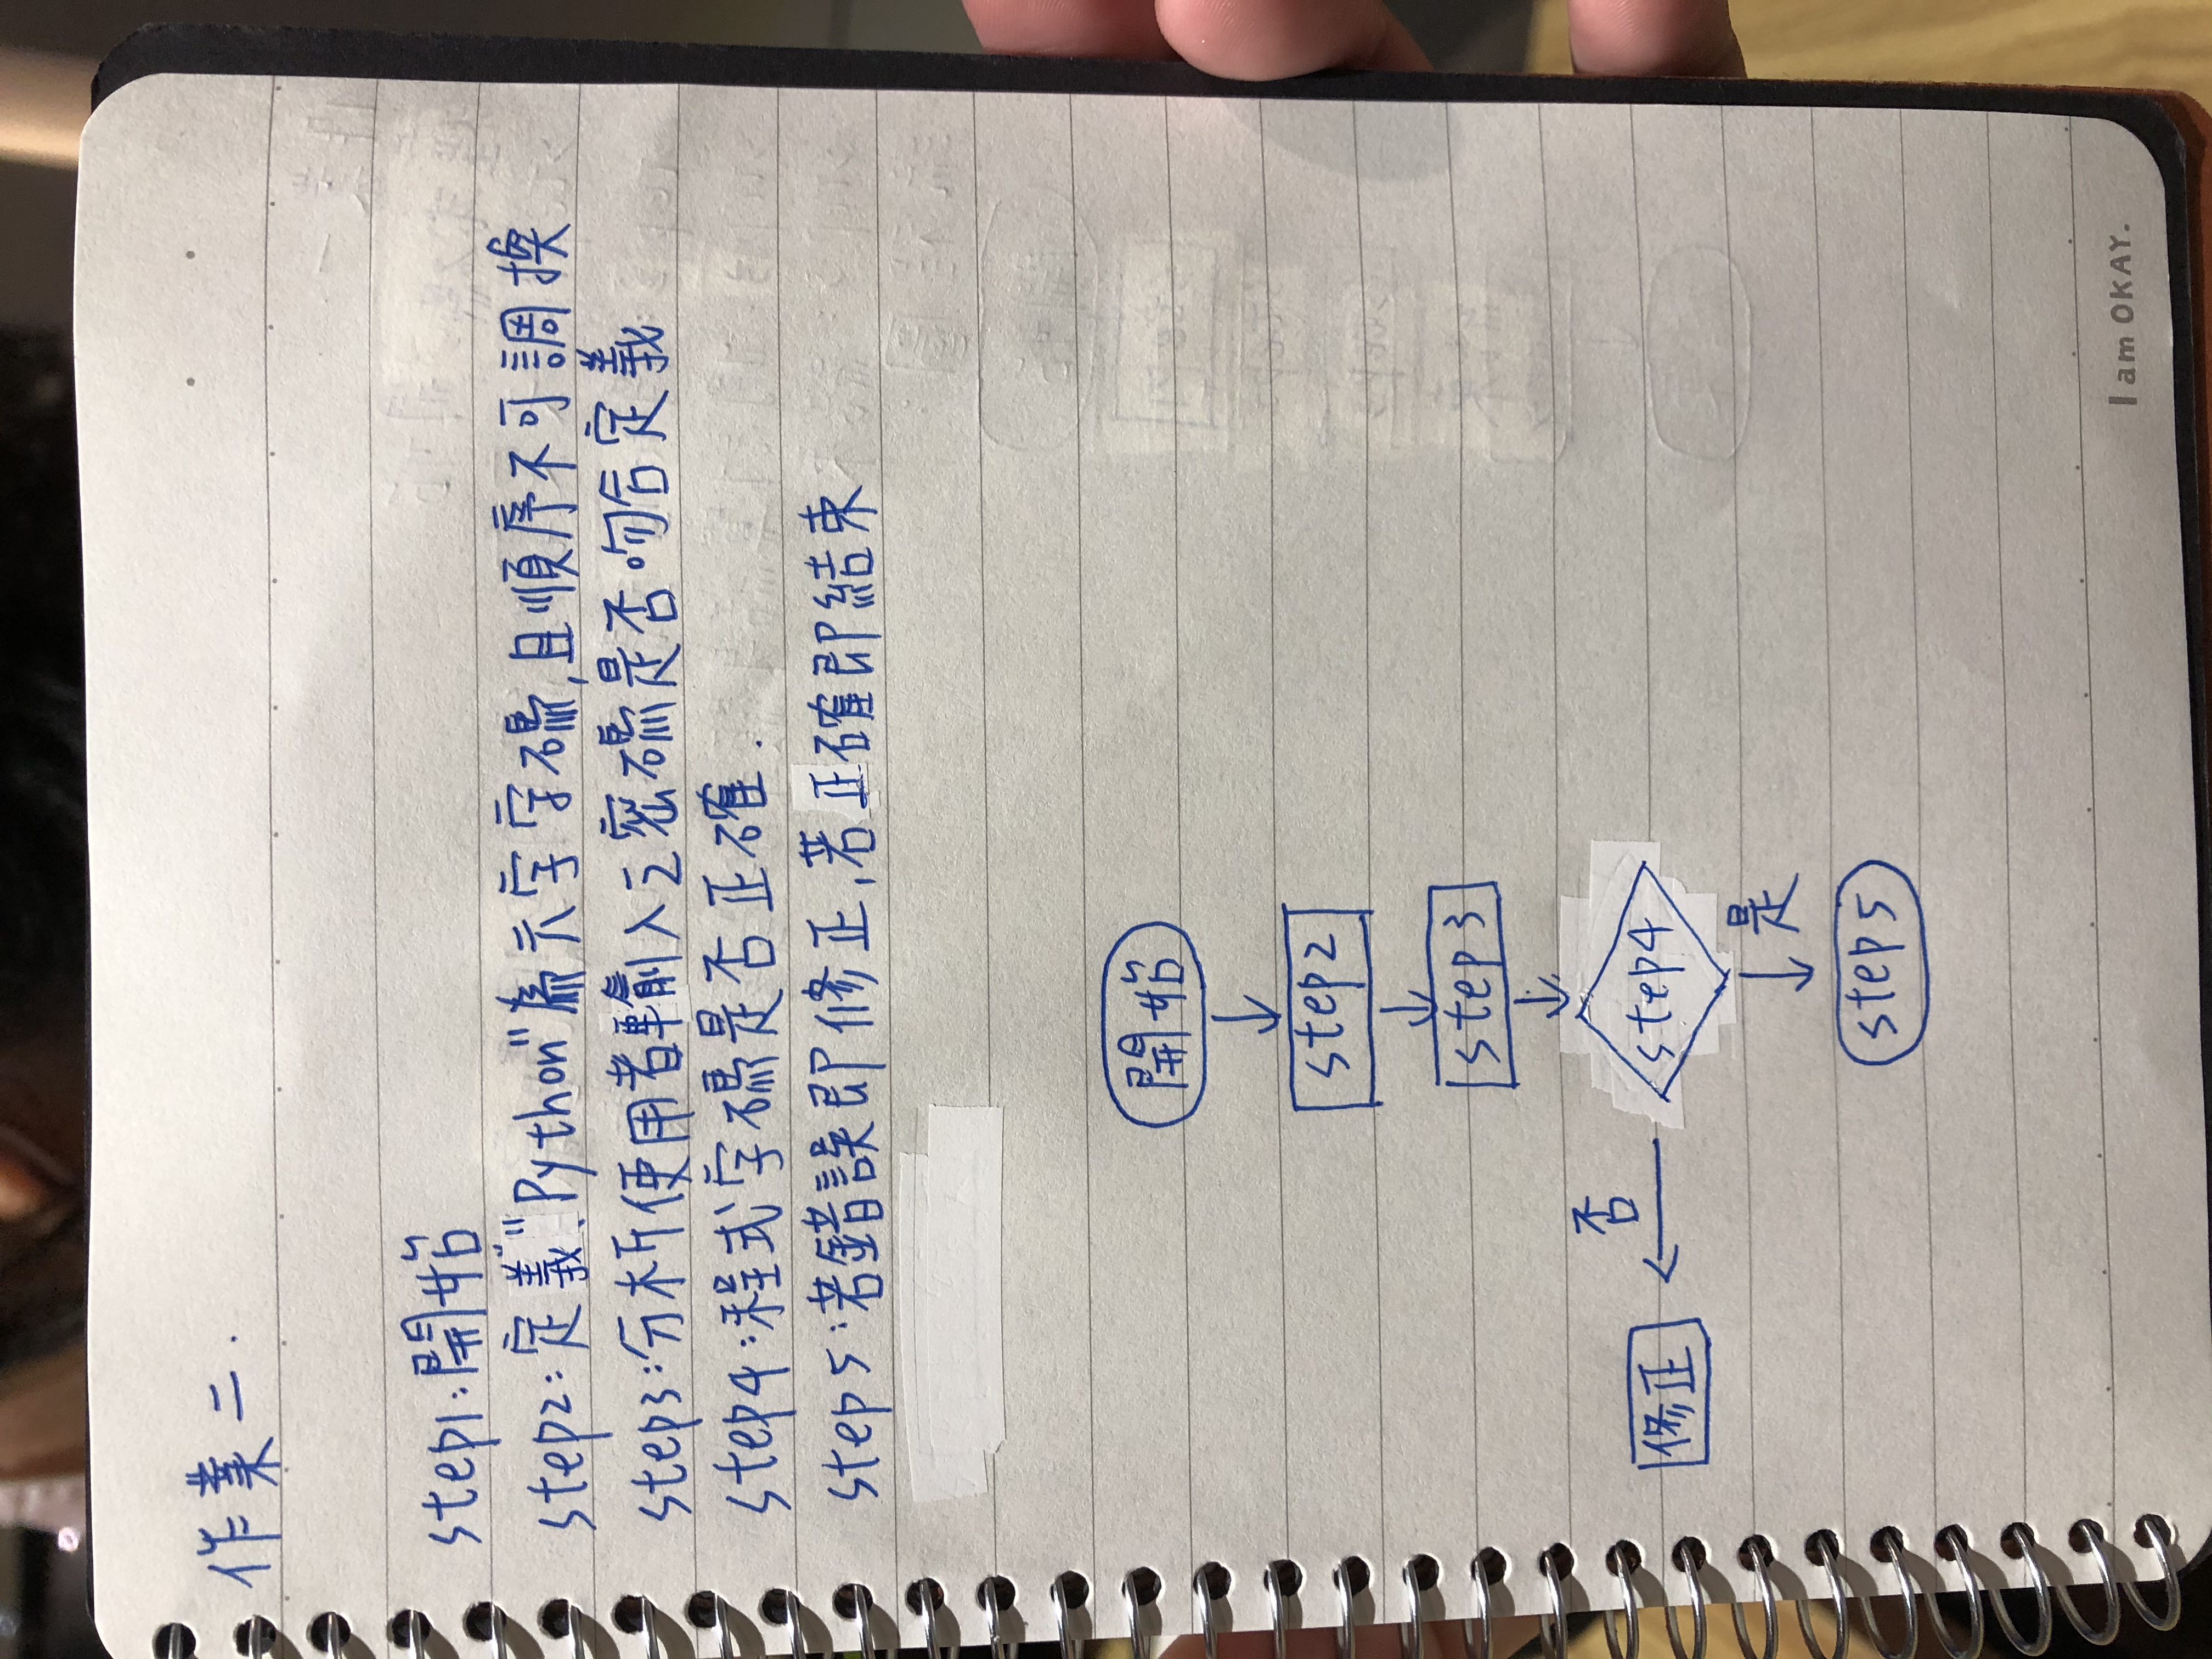 作業二.
step1:開始
step2:定義"Python"為六字字碼,且順序不可調換
step3:分析使用者輸入之密碼是否吻合定義
step4:程式字碼是否正確.
step5:若錯誤即修正,若正確即結束
開始
step2
step3
否
修正
step4
是
step5
I am OKAY.